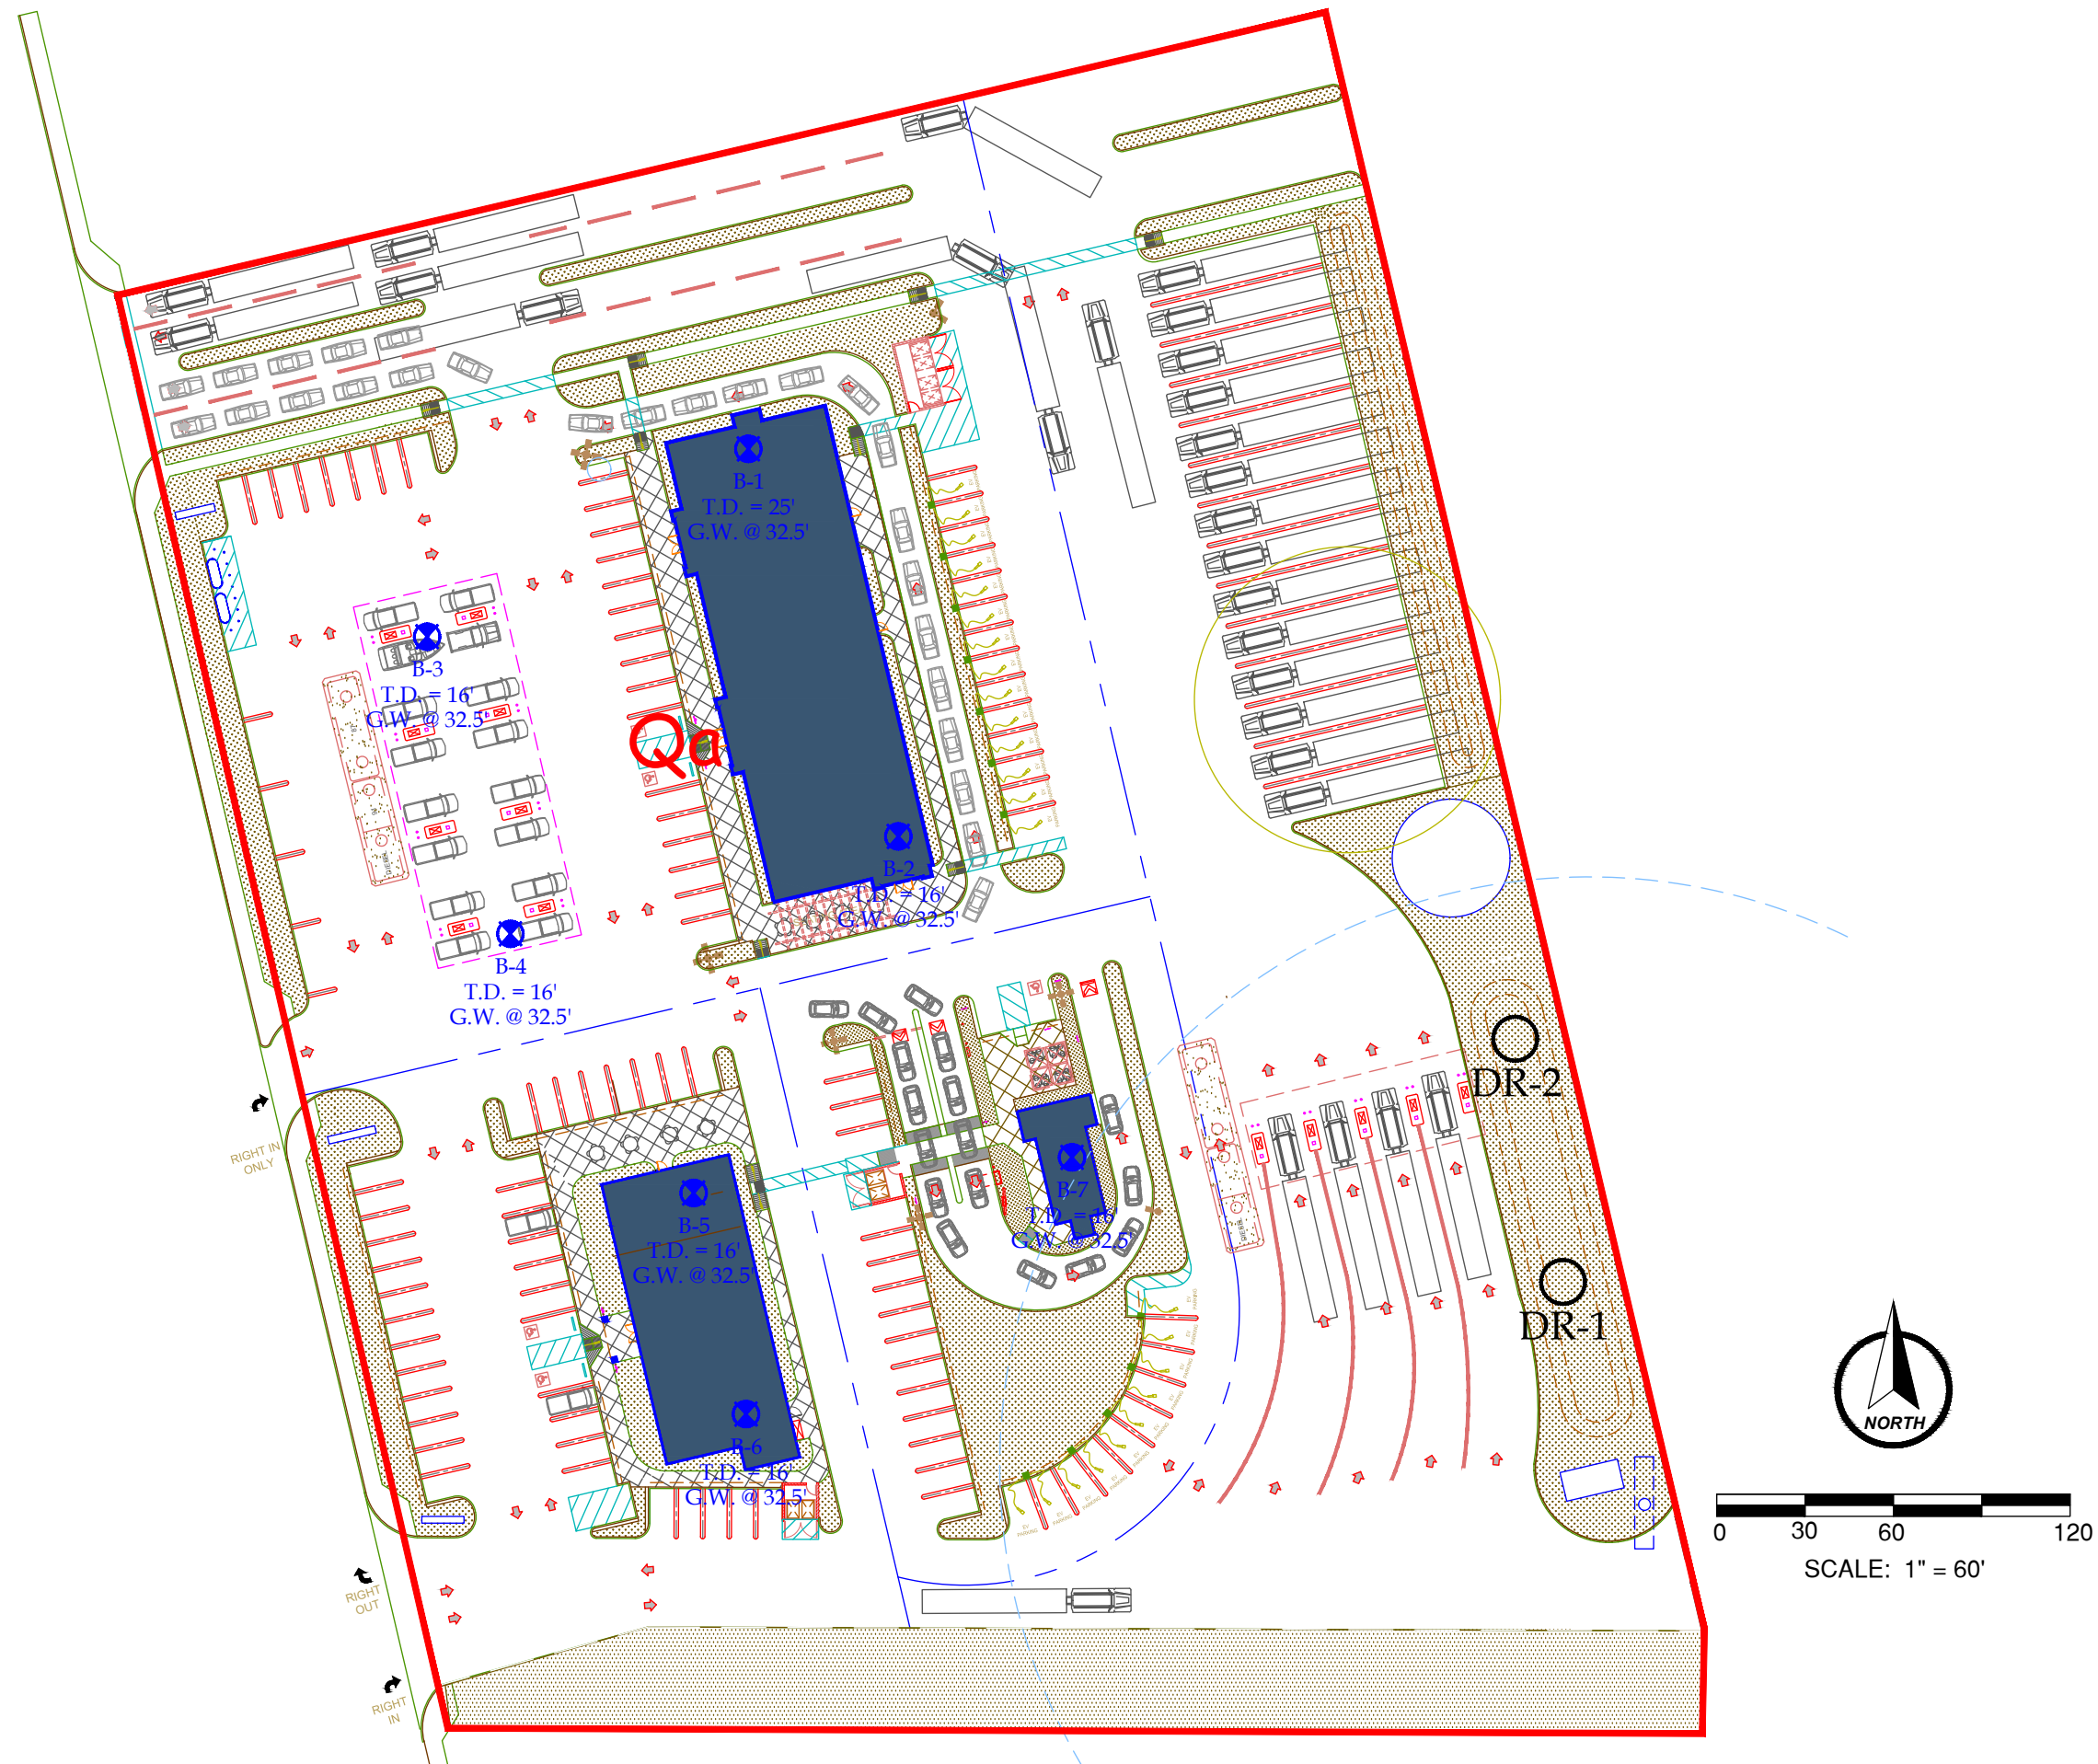 B-1
T.D. = 25'
G.W. @ 32.5'
B-3
T.D. = 16'
G.W. @ 32.5'
Qa
B-2
T.D. = 16'
G.W. @ 32.5'
B-4
T.D. = 16'
G.W. @ 32.5'
DR-2
RIGHT IN
ONLY
B-7
T.D. = 16'
G.W. @ 32.5'
B-5
T.D. = 16'
G.W. @ 32.5'
DR-1
EV
PARKING
NORTH
B-6
T.D. = 16'
G.W. @ 32.5'
0 30 60 120
SCALE: 1" = 60'
RIGHT
OUT
RIGHT
IN